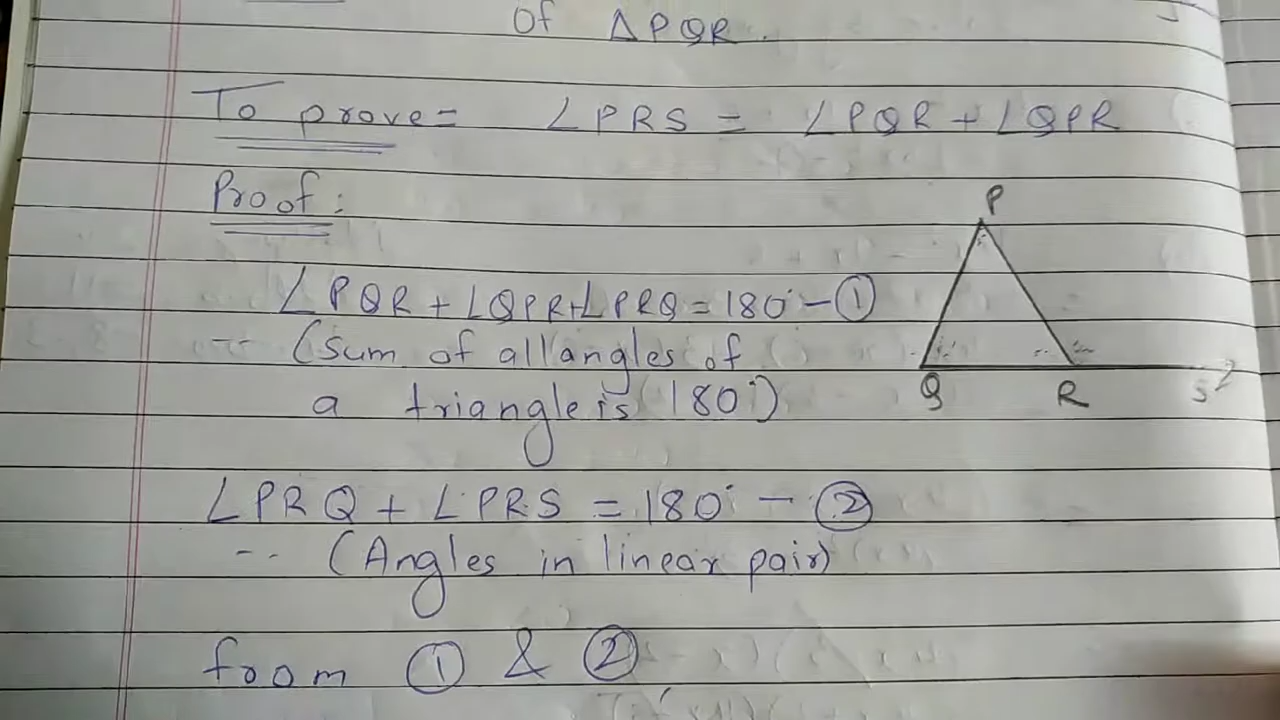 of △PQR.
To prove = ∠PRS = ∠PQR + ∠QPR
Proof :
P
∠PQR + ∠QPR + ∠PRQ = 180° — ①
-- (Sum of all angles of
a triangle is 180°)
Q R S
∠PRQ + ∠PRS = 180° — ②
-- (Angles in linear pair)
from ① & ②